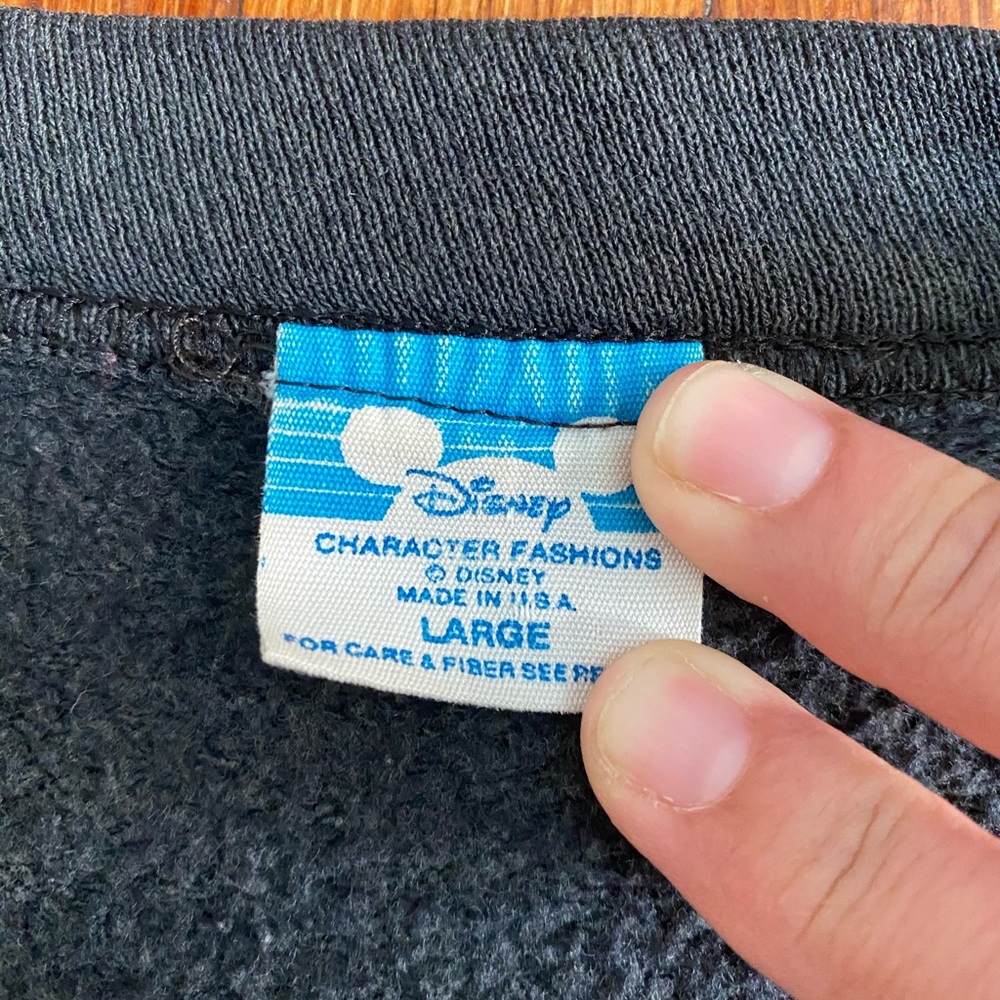 Disney
CHARACTER FASHIONS
© DISNEY
MADE IN U.S.A.
LARGE
FOR CARE & FIBER SEE